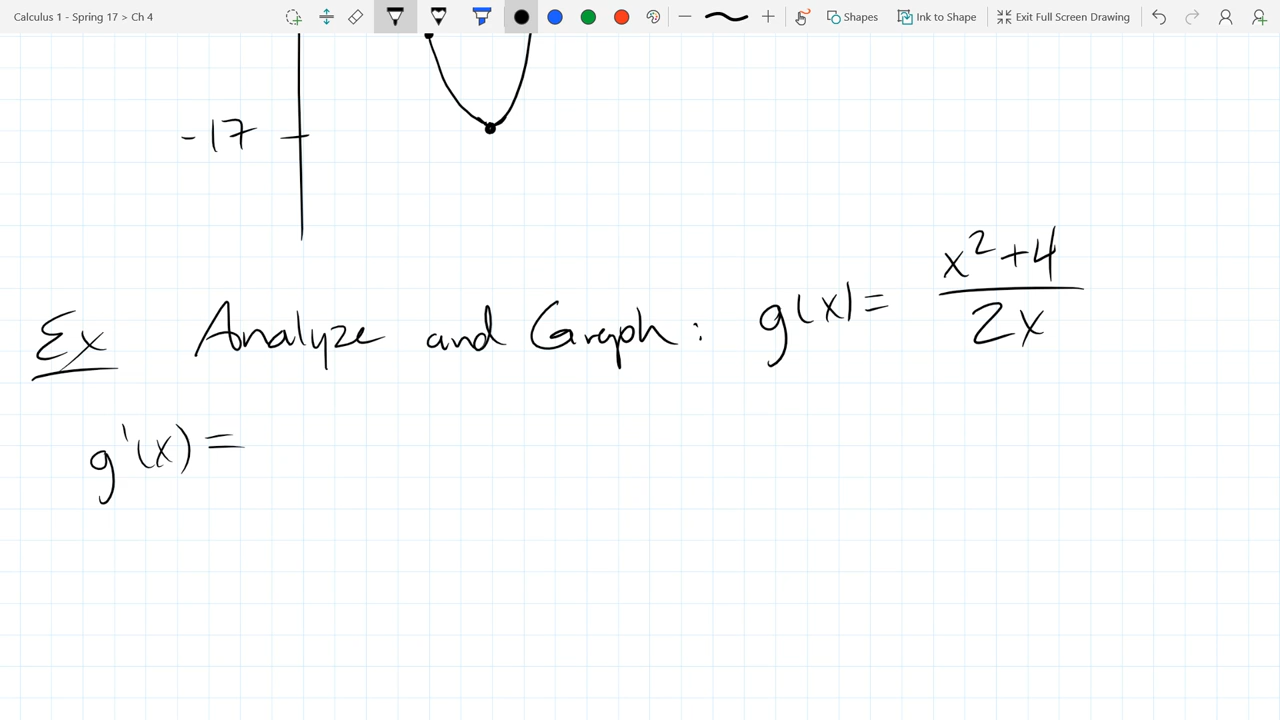 Calculus 1 - Spring 17 > Ch 4
Shapes
Ink to Shape
Exit Full Screen Drawing
-17
Ex Analyze and Graph: g(x) = x²+4 / 2x
g'(x) =